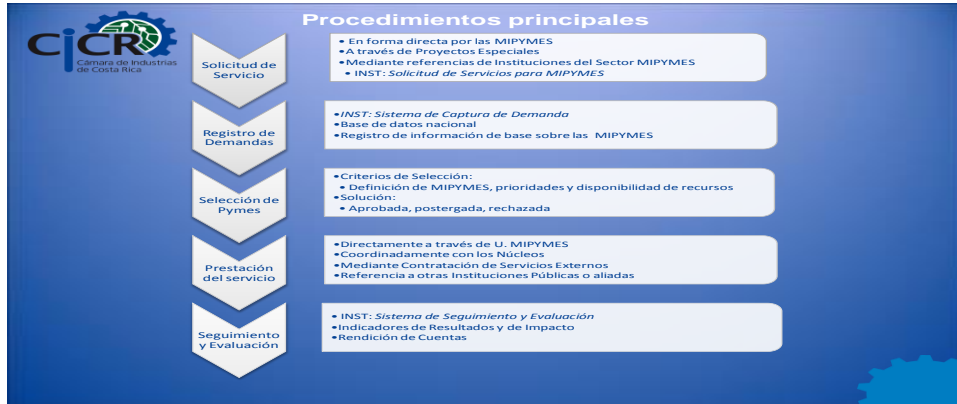 Procedimientos principales
CICR
Cámara de Industrias
de Costa Rica
Solicitud de
Servicio
• En forma directa por las MIPYMES
•A través de Proyectos Especiales
•Mediante referencias de Instituciones del Sector MIPYMES
• INST: Solicitud de Servicios para MIPYMES
Registro de
Demandas
•INST: Sistema de Captura de Demanda
•Base de datos nacional
•Registro de información de base sobre las MIPYMES
Selección de
Pymes
•Criterios de Selección:
• Definición de MIPYMES, prioridades y disponibilidad de recursos
•Solución:
• Aprobada, postergada, rechazada
Prestación
del servicio
•Directamente a través de U. MIPYMES
•Coordinadamente con los Núcleos
•Mediante Contratación de Servicios Externos
•Referencia a otras Instituciones Públicas o aliadas
Seguimiento
y Evaluación
• INST: Sistema de Seguimiento y Evaluación
•Indicadores de Resultados y de Impacto
•Rendición de Cuentas